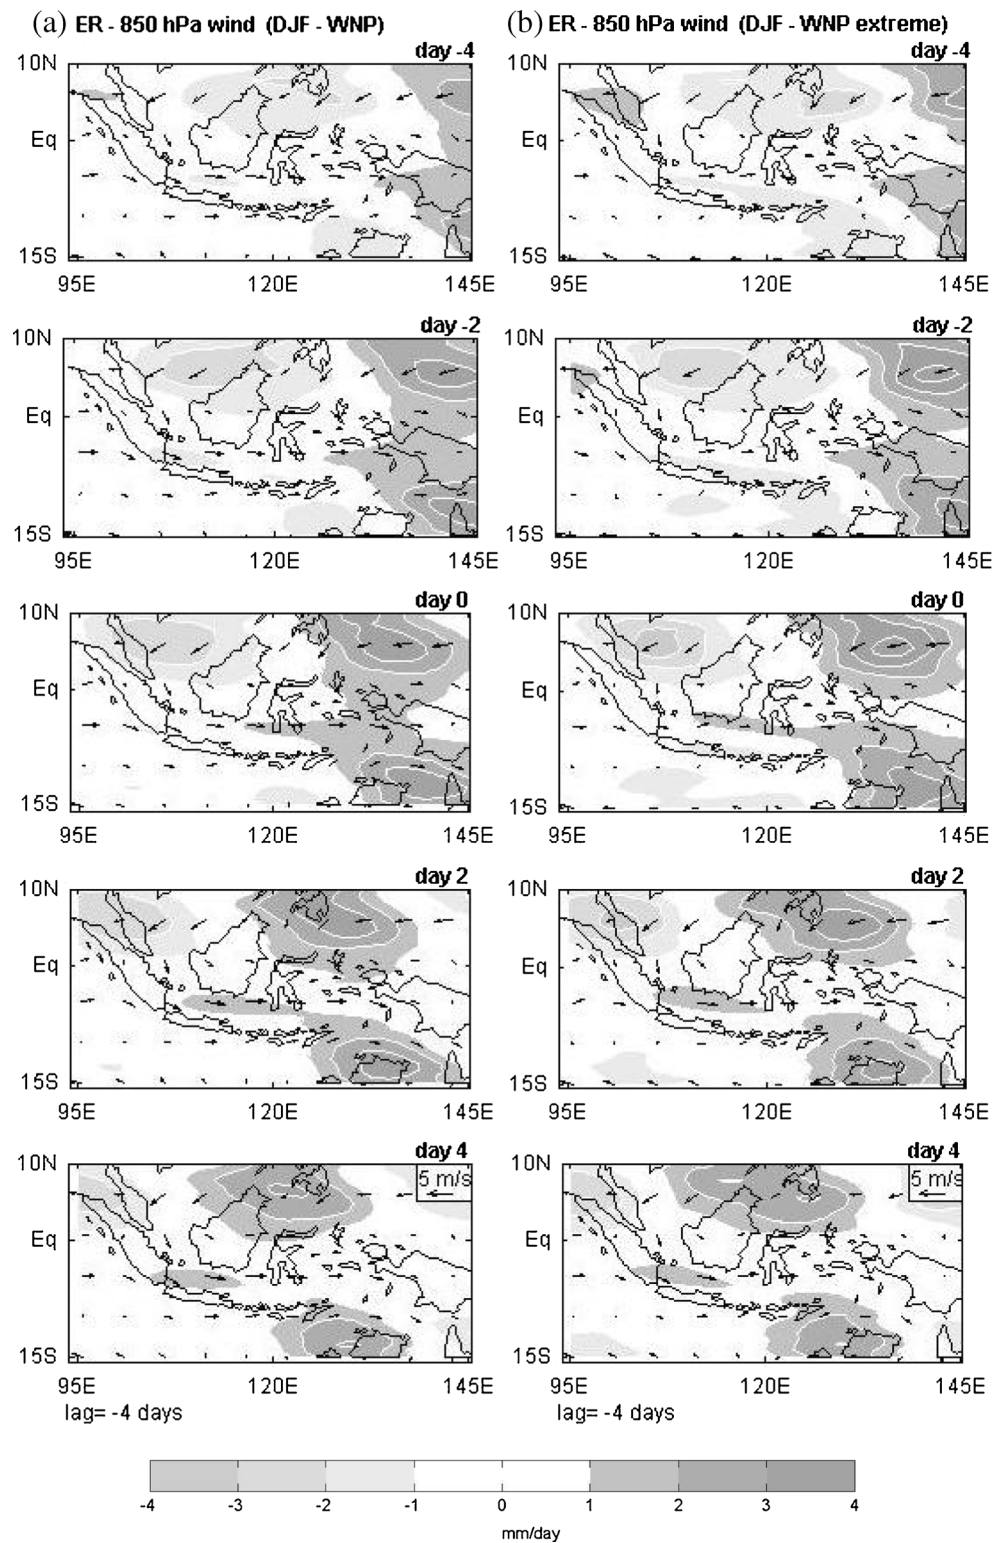 (a) ER - 850 hPa wind (DJF - WNP) (b) ER - 850 hPa wind (DJF - WNP extreme)
day -4 day -4
10N 10N
Eq Eq
15S 15S
95E 120E 145E 95E 120E 145E
day -2 day -2
10N 10N
Eq Eq
15S 15S
95E 120E 145E 95E 120E 145E
day 0 day 0
10N 10N
Eq Eq
15S 15S
95E 120E 145E 95E 120E 145E
day 2 day 2
10N 10N
Eq Eq
15S 15S
95E 120E 145E 95E 120E 145E
day 4 day 4
10N 5 m/s 10N 5 m/s
Eq Eq
15S 15S
95E 120E 145E 95E 120E 145E
lag= -4 days lag= -4 days
-4 -3 -2 -1 0 1 2 3 4
mm/day